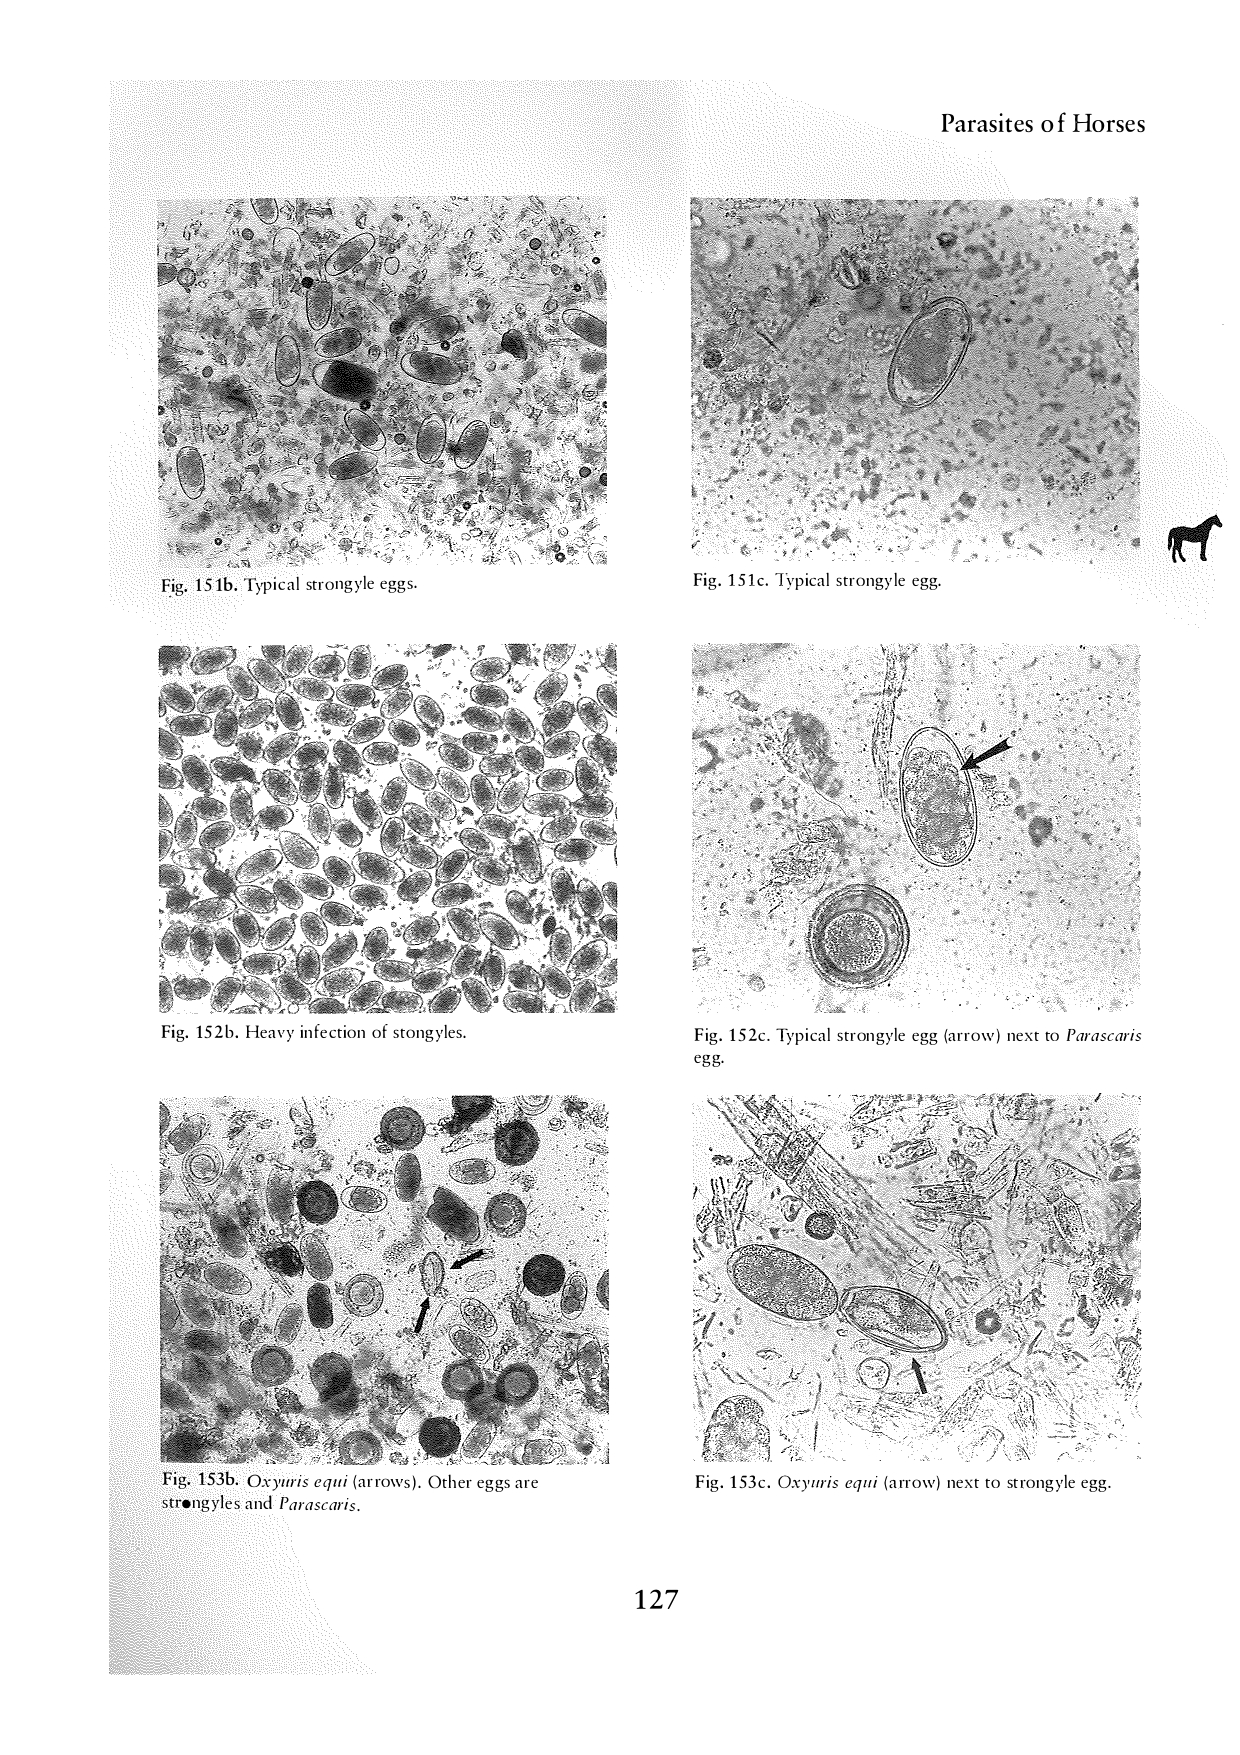 Parasites of Horses
Fig. 151b. Typical strongyle eggs.
Fig. 151c. Typical strongyle egg.
Fig. 152b. Heavy infection of stongyles.
Fig. 152c. Typical strongyle egg (arrow) next to Parascaris
egg.
Fig. 153b. Oxyuris equi (arrows). Other eggs are
strongyles and Parascaris.
Fig. 153c. Oxyuris equi (arrow) next to strongyle egg.
127